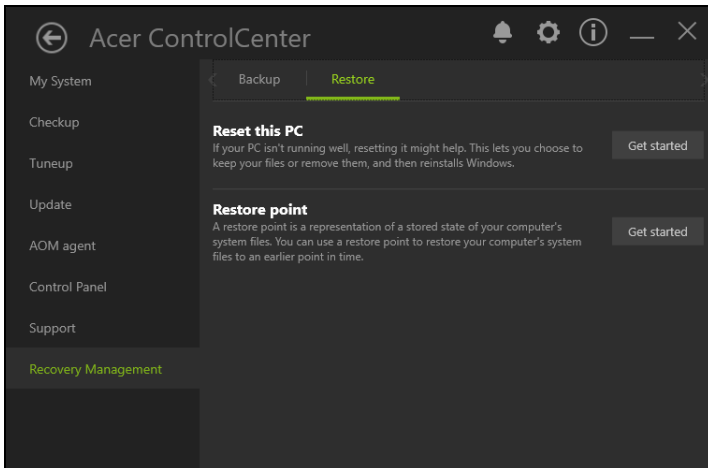 Acer ControlCenter
My System
Checkup
Tuneup
Update
AOM agent
Control Panel
Support
Recovery Management
Backup
Restore
Reset this PC
If your PC isn't running well, resetting it might help. This lets you choose to
keep your files or remove them, and then reinstalls Windows.
Get started
Restore point
A restore point is a representation of a stored state of your computer's
system files. You can use a restore point to restore your computer's system
files to an earlier point in time.
Get started